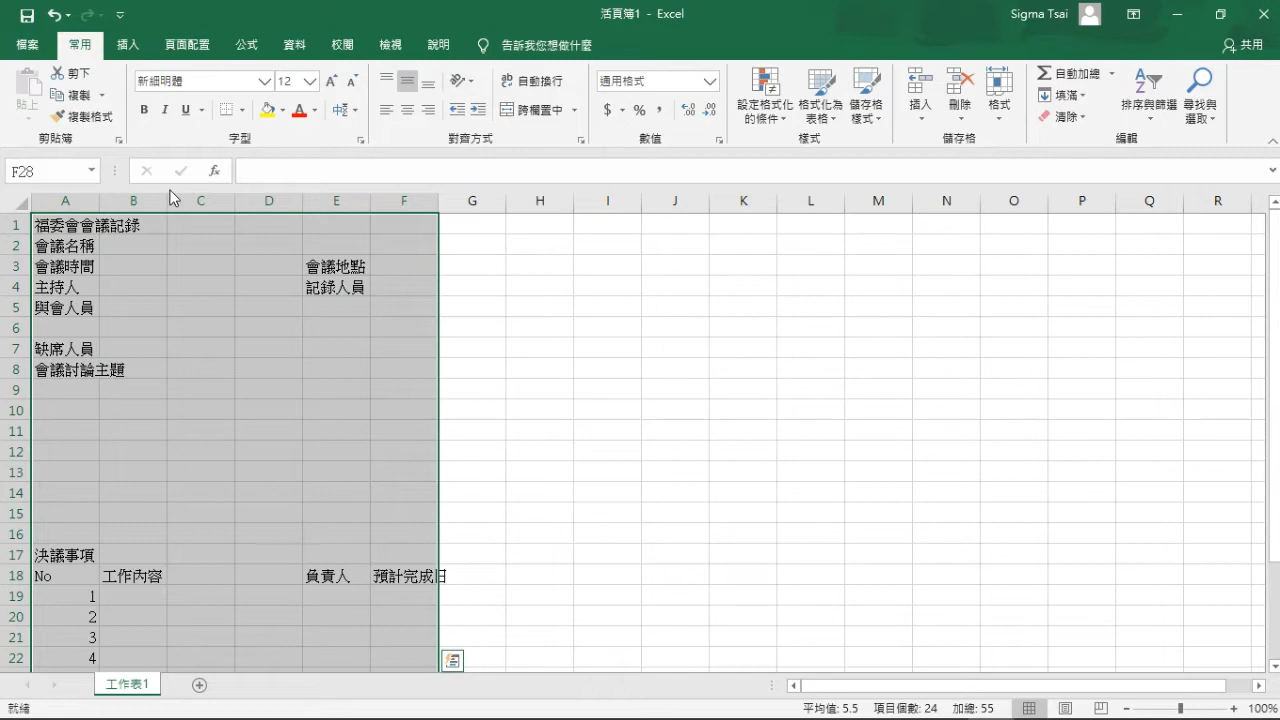 活頁簿1 - Excel
Sigma Tsai
檔案 常用 插入 頁面配置 公式 資料 校閱 檢視 說明 告訴我您想做什麼 共用
貼上 剪下 複製 複製格式 剪貼簿
新細明體 12 B I U A 中 字型
ab 自動換行 跨欄置中 對齊方式
通用格式 $ % , 數值
設定格式化的條件 格式化為表格 儲存格樣式 樣式
插入 刪除 格式 儲存格
自動加總 填滿 清除 排序與篩選 尋找與選取 編輯
F28 fx
A B C D E F G H I J K L M N O P Q R
1 福委會會議記錄
2 會議名稱
3 會議時間 會議地點
4 主持人 記錄人員
5 與會人員
6
7 缺席人員
8 會議討論主題
9
10
11
12
13
14
15
16
17 決議事項
18 No 工作內容 負責人 預計完成日
19 1
20 2
21 3
22 4
工作表1
就緒 平均值: 5.5 項目個數: 24 加總: 55 100%